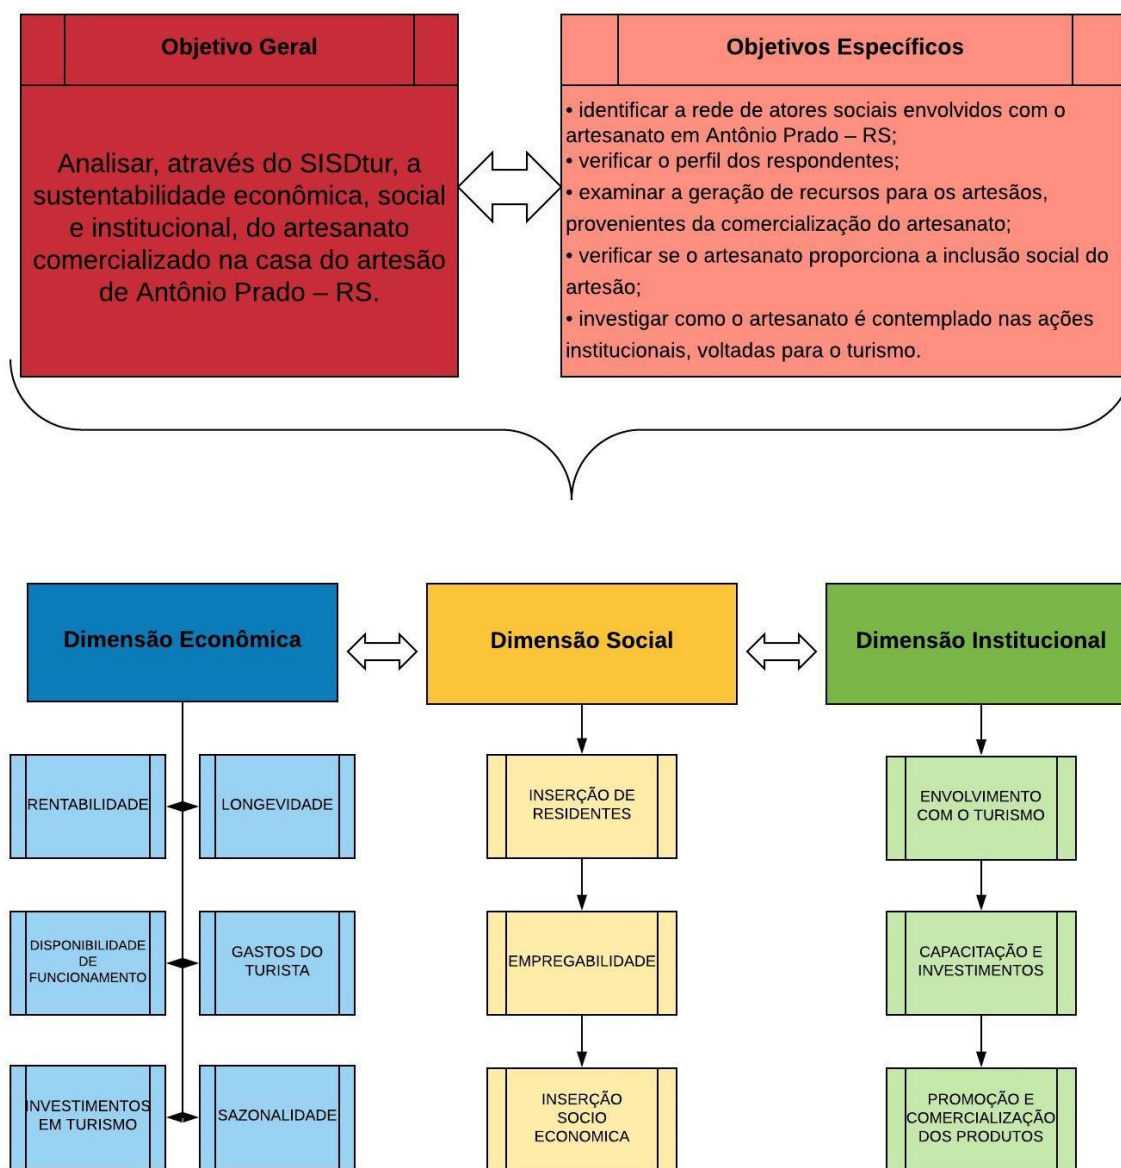 Objetivo Geral
Analisar, através do SISDtur, a
sustentabilidade econômica, social
e institucional, do artesanato
comercializado na casa do artesão
de Antônio Prado – RS.
Objetivos Específicos
• identificar a rede de atores sociais envolvidos com o
artesanato em Antônio Prado – RS;
• verificar o perfil dos respondentes;
• examinar a geração de recursos para os artesãos,
provenientes da comercialização do artesanato;
• verificar se o artesanato proporciona a inclusão social do
artesão;
• investigar como o artesanato é contemplado nas ações
institucionais, voltadas para o turismo.
Dimensão Econômica
Dimensão Social
Dimensão Institucional
RENTABILIDADE
LONGEVIDADE
INSERÇÃO DE
RESIDENTES
ENVOLVIMENTO
COM O TURISMO
DISPONIBILIDADE
DE
FUNCIONAMENTO
GASTOS DO
TURISTA
EMPREGABILIDADE
CAPACITAÇÃO E
INVESTIMENTOS
INVESTIMENTOS
EM TURISMO
SAZONALIDADE
INSERÇÃO
SOCIO
ECONOMICA
PROMOÇÃO E
COMERCIALIZAÇÃO
DOS PRODUTOS